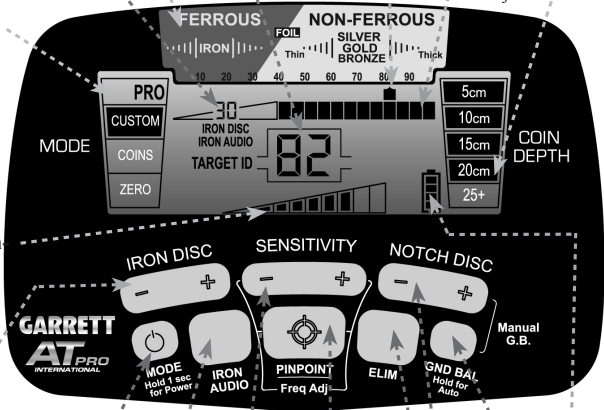 FERROUS
NON-FERROUS
IRON
FOIL
Thin
SILVER
GOLD
BRONZE
Thick
10 20 30 40 50 60 70 80 90
MODE
PRO
CUSTOM
COINS
ZERO
30
IRON DISC
IRON AUDIO
TARGET ID
82
5cm
10cm
15cm
20cm
25+
COIN
DEPTH
IRON DISC
SENSITIVITY
NOTCH DISC
- +
- +
- +
GARRETT
AT PRO
INTERNATIONAL
MODE
Hold 1 sec
for Power
IRON
AUDIO
PINPOINT
Freq Adj
ELIM
GND BAL
Hold for
Auto
Manual
G.B.